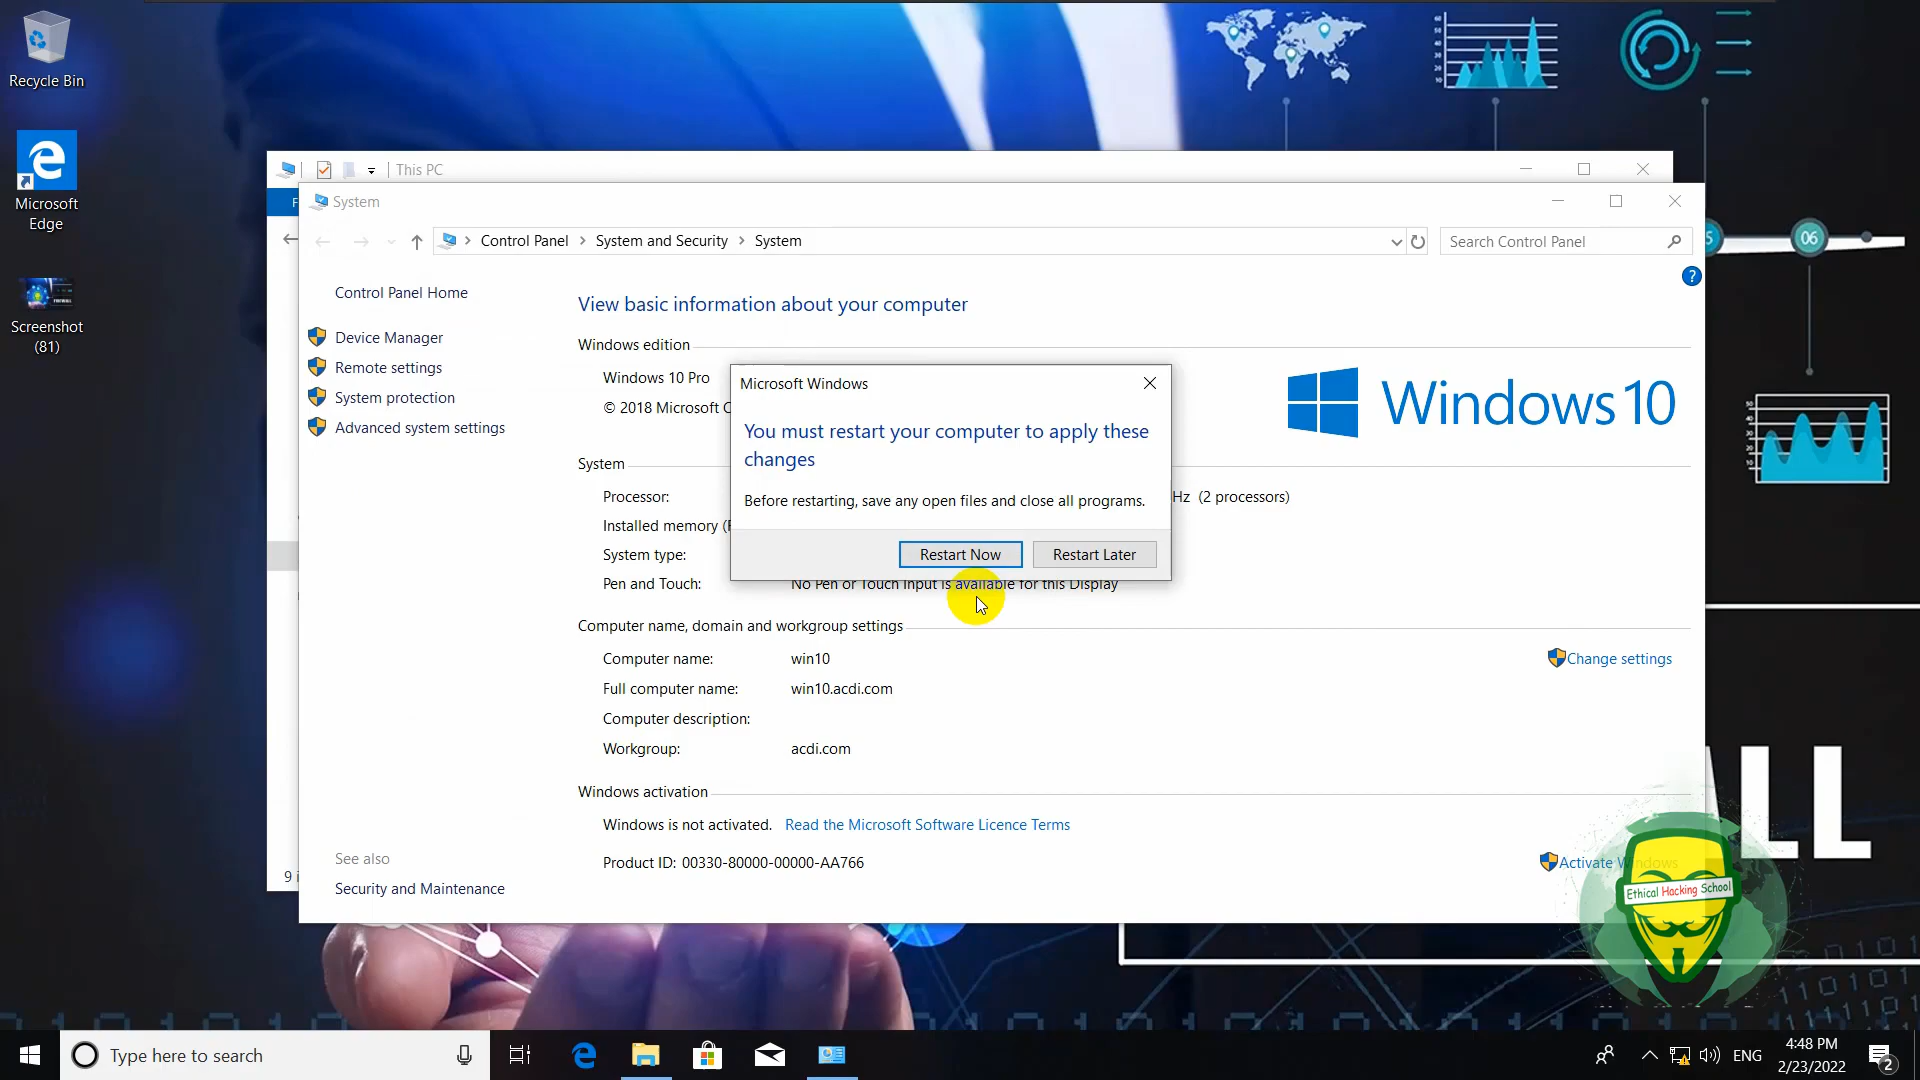 Recycle Bin
Microsoft
Edge
Screenshot
(81)
This PC
System
Control Panel
System and Security
System
Search Control Panel
Control Panel Home
Device Manager
Remote settings
System protection
Advanced system settings
View basic information about your computer
Windows edition
Windows 10 Pro
© 2018 Microsoft C
Windows 10
Microsoft Windows
You must restart your computer to apply these
changes
Before restarting, save any open files and close all programs.
Restart Now
Restart Later
System
Processor:
Hz (2 processors)
Installed memory (
System type:
Pen and Touch:
No Pen or Touch Input is available for this Display
Computer name, domain and workgroup settings
Computer name:
win10
Change settings
Full computer name:
win10.acdi.com
Computer description:
Workgroup:
acdi.com
Windows activation
Windows is not activated. Read the Microsoft Software Licence Terms
Product ID: 00330-80000-00000-AA766
Activate Windows
See also
Security and Maintenance
Ethical Hacking School
06
LL
Type here to search
ENG
4:48 PM
2/23/2022
2